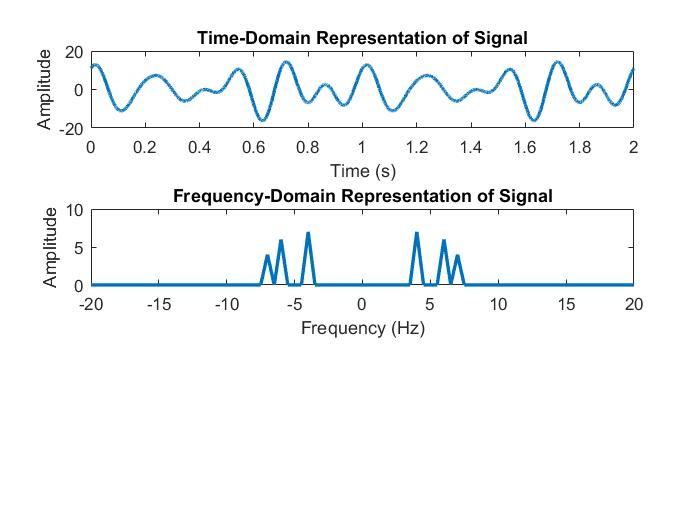 Time-Domain Representation of Signal
Amplitude
20
0
-20
0 0.2 0.4 0.6 0.8 1 1.2 1.4 1.6 1.8 2
Time (s)
Frequency-Domain Representation of Signal
Amplitude
10
5
0
-20 -15 -10 -5 0 5 10 15 20
Frequency (Hz)